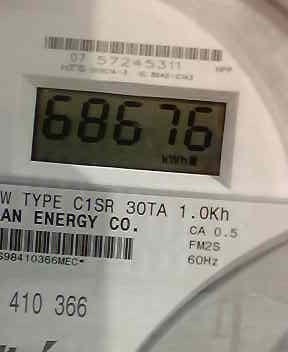 07 57245311
68676
kWh
W TYPE C1SR 30TA 1.0Kh
AN ENERGY CO.
CA 0.5
FM2S
60Hz
S98410366MEC*
410 366